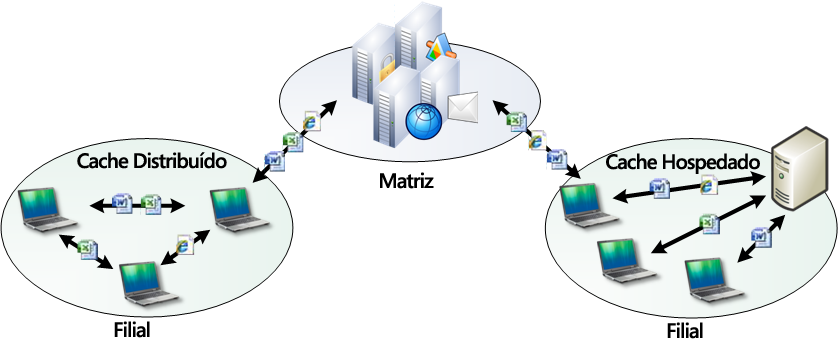 Cache Distribuído
Matriz
Cache Hospedado
Filial
Filial